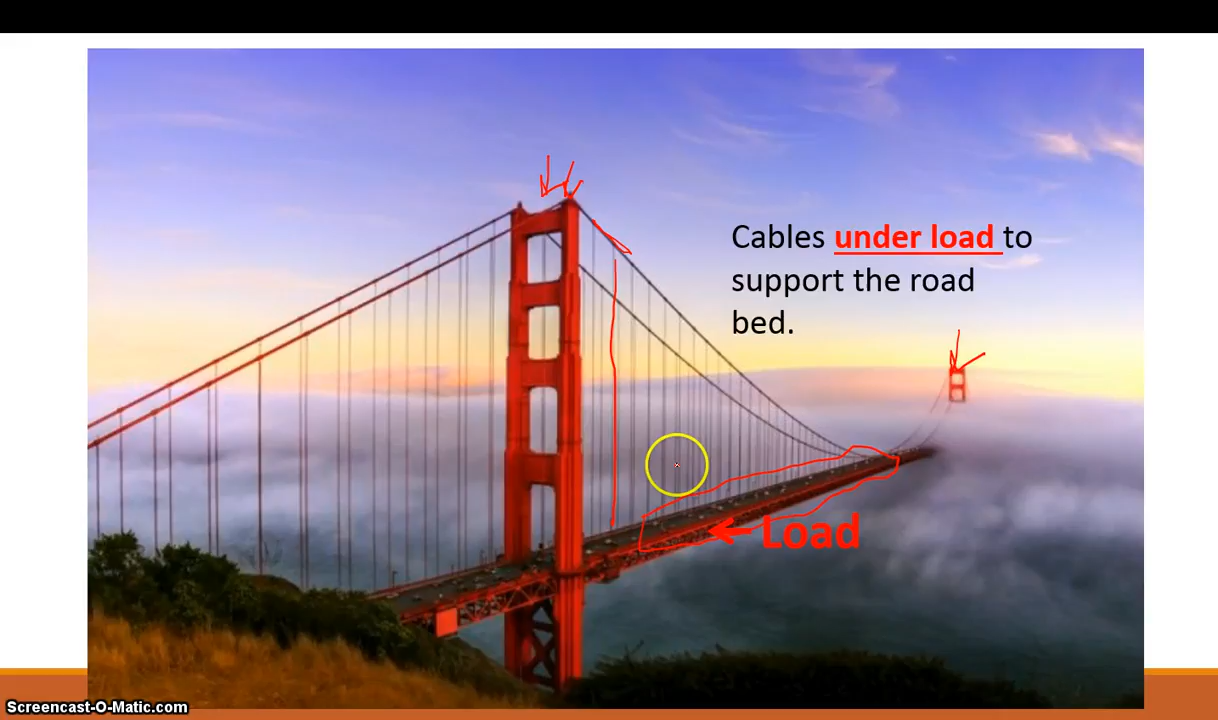 Cables under load to
support the road
bed.
Load
Screencast-O-Matic.com